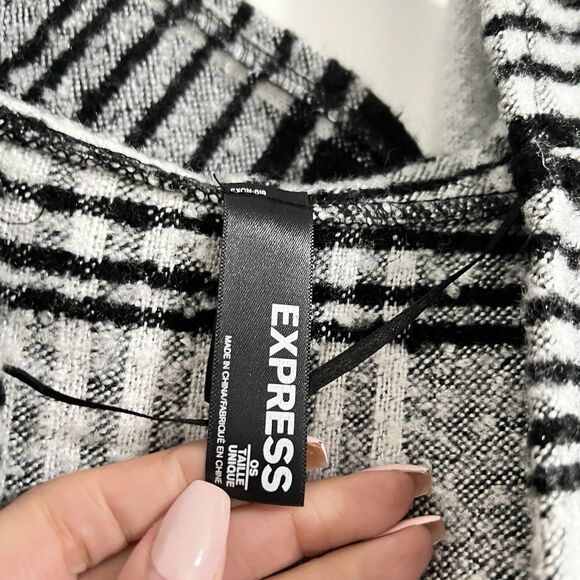 EXPRESS
OS
TAILLE
UNIQUE
MADE IN CHINA/FABRIQUÉ EN CHINE